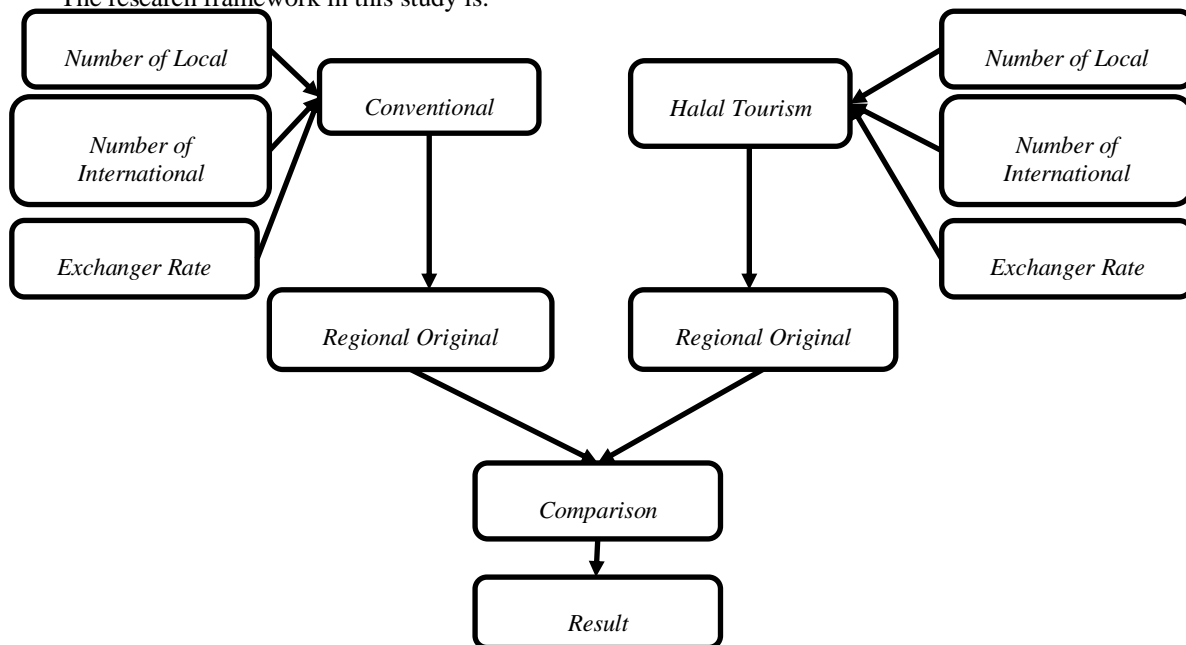 The research framework in this study is:
Number of Local
Number of
International
Exchanger Rate
Conventional
Halal Tourism
Number of Local
Number of
International
Exchanger Rate
Regional Original
Regional Original
Comparison
Result